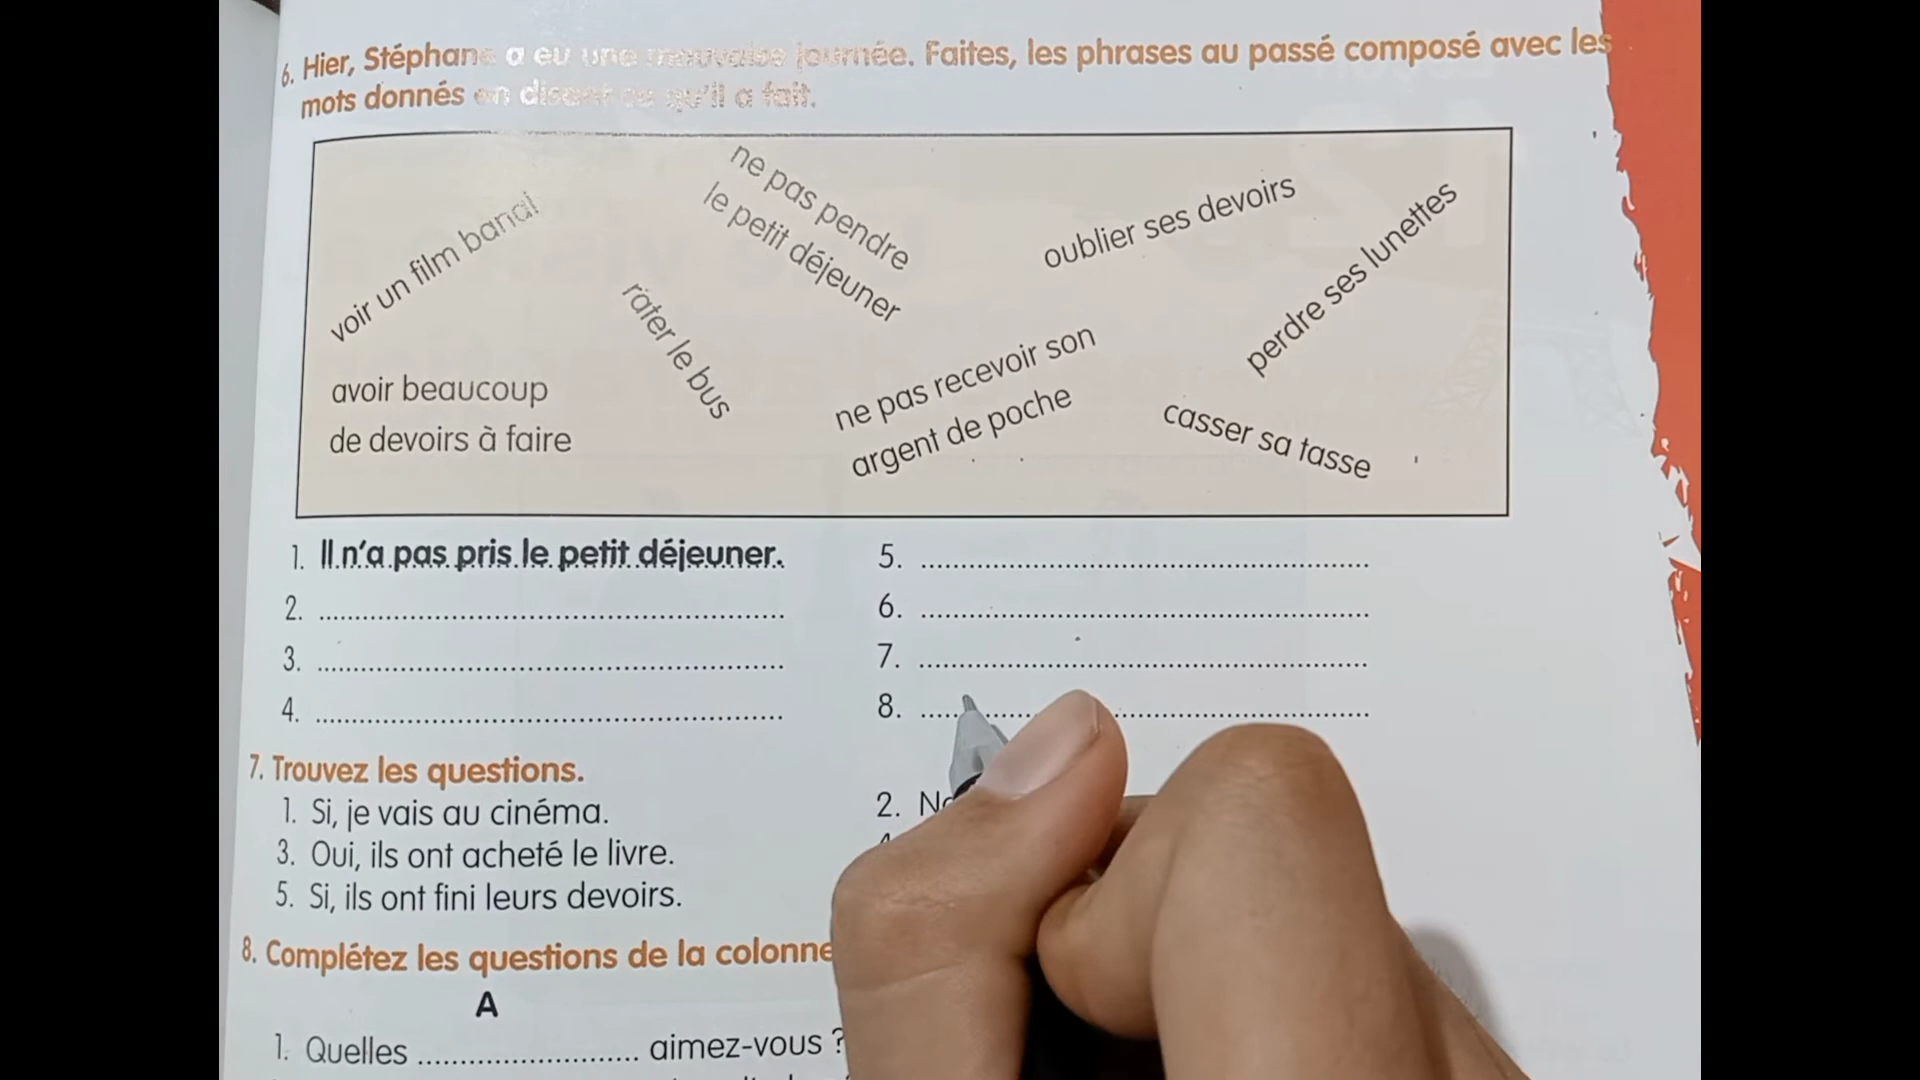 6. Hier, Stéphane a eu une mauvaise journée. Faites, les phrases au passé composé avec les
mots donnés en disant ce qu'il a fait.
voir un film banal
ne pas pendre
le petit déjeuner
oublier ses devoirs
perdre ses lunettes
rater le bus
avoir beaucoup
de devoirs à faire
ne pas recevoir son
argent de poche
casser sa tasse
1. Il n'a pas pris le petit déjeuner.
2.
3.
4.
5.
6.
7.
8.
7. Trouvez les questions.
1. Si, je vais au cinéma.
2.
3. Oui, ils ont acheté le livre.
5. Si, ils ont fini leurs devoirs.
8. Complétez les questions de la colonne
A
1. Quelles ........................ aimez-vous ?